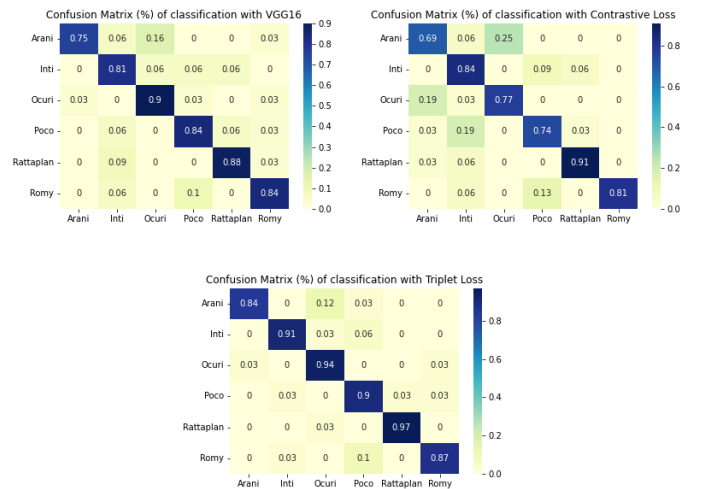 Confusion Matrix (%) of classification with VGG16
Arani 0.75 0.06 0.16 0 0 0.03
Inti 0 0.81 0.06 0.06 0.06 0
Ocuri 0.03 0 0.9 0.03 0 0.03
Poco 0 0.06 0 0.84 0.06 0.03
Rattaplan 0 0.09 0 0 0.88 0.03
Romy 0 0.06 0 0.1 0 0.84
Arani Inti Ocuri Poco Rattaplan Romy
0.9
0.8
0.7
0.6
0.5
0.4
0.3
0.2
0.1
0.0
Confusion Matrix (%) of classification with Contrastive Loss
Arani 0.69 0.06 0.25 0 0 0
Inti 0 0.84 0 0.09 0.06 0
Ocuri 0.19 0.03 0.77 0 0 0
Poco 0.03 0.19 0 0.74 0.03 0
Rattaplan 0.03 0.06 0 0 0.91 0
Romy 0 0.06 0 0.13 0 0.81
Arani Inti Ocuri Poco Rattaplan Romy
0.8
0.6
0.4
0.2
0.0
Confusion Matrix (%) of classification with Triplet Loss
Arani 0.84 0 0.12 0.03 0 0
Inti 0 0.91 0.03 0.06 0 0
Ocuri 0.03 0 0.94 0 0 0.03
Poco 0 0.03 0 0.9 0.03 0.03
Rattaplan 0 0 0.03 0 0.97 0
Romy 0 0.03 0 0.1 0 0.87
Arani Inti Ocuri Poco Rattaplan Romy
0.8
0.6
0.4
0.2
0.0